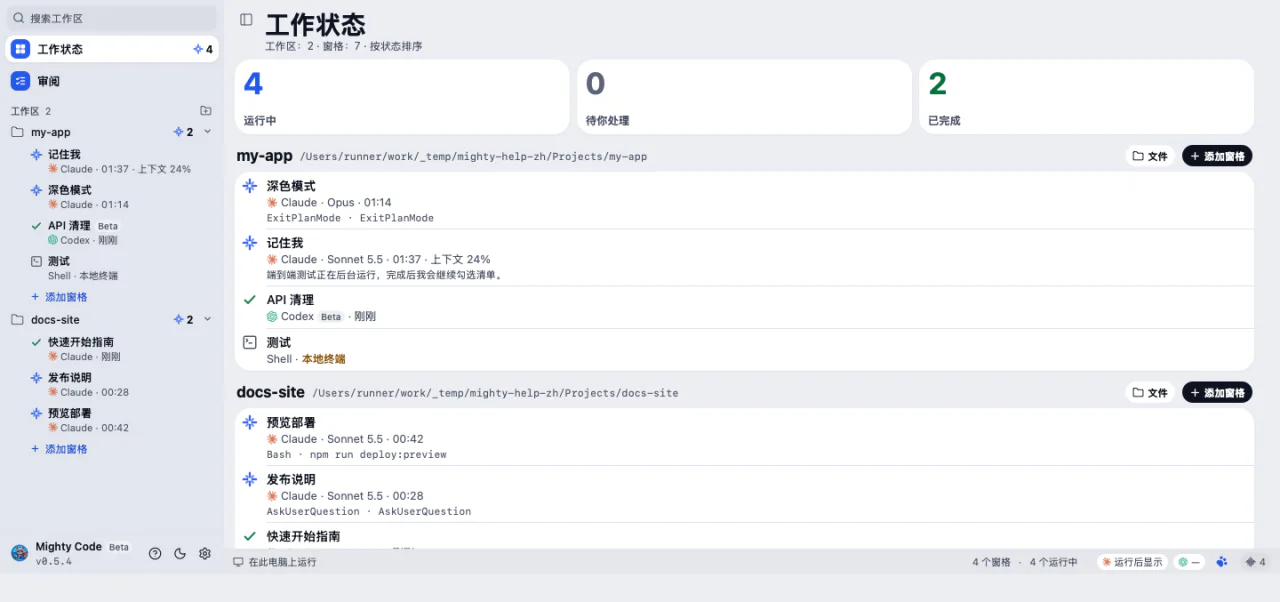 搜索工作区
工作状态 4
审阅
工作区 2
my-app 2
记住我
Claude · 01:37 · 上下文 24%
深色模式
Claude · 01:14
API 清理 Beta
Codex · 刚刚
测试
Shell · 本地终端
+ 添加窗格
docs-site 2
快速开始指南
Claude · 刚刚
发布说明
Claude · 00:28
预览部署
Claude · 00:42
+ 添加窗格
Mighty Code Beta
v0.5.4
工作状态
工作区：2 · 窗格：7 · 按状态排序
4
运行中
0
待你处理
2
已完成
my-app /Users/runner/work/_temp/mighty-help-zh/Projects/my-app
文件
+ 添加窗格
深色模式
Claude · Opus · 01:14
ExitPlanMode · ExitPlanMode
记住我
Claude · Sonnet 5.5 · 01:37 · 上下文 24%
端到端测试正在后台运行，完成后我会继续勾选清单。
API 清理
Codex Beta · 刚刚
测试
Shell · 本地终端
docs-site /Users/runner/work/_temp/mighty-help-zh/Projects/docs-site
文件
+ 添加窗格
预览部署
Claude · Sonnet 5.5 · 00:42
Bash · npm run deploy:preview
发布说明
Claude · Sonnet 5.5 · 00:28
AskUserQuestion · AskUserQuestion
快速开始指南
在此电脑上运行
4 个窗格 · 4 个运行中
运行后显示
—
4